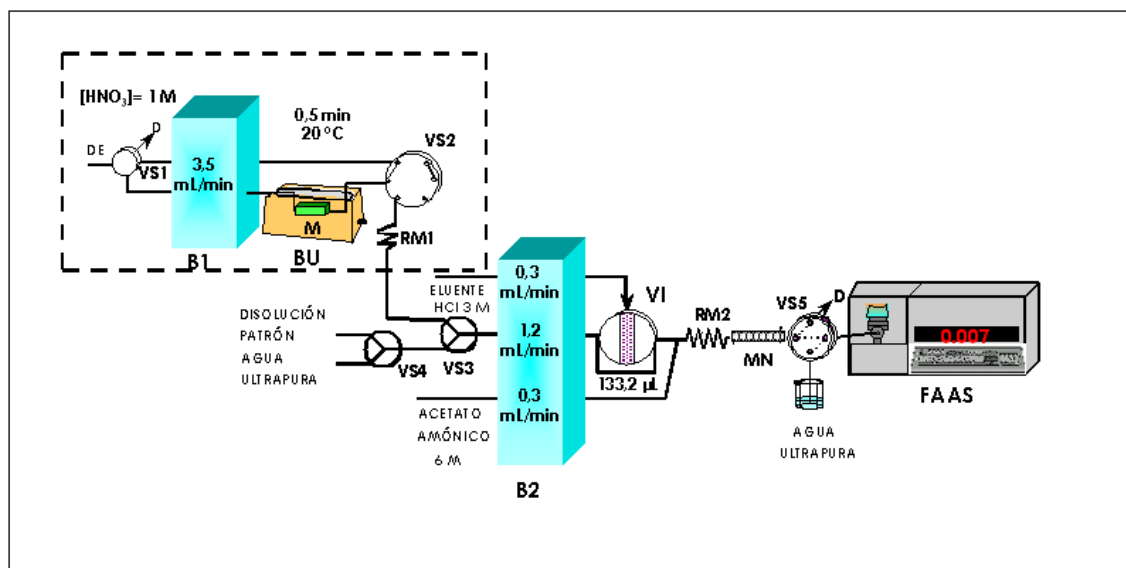 [HNO3]= 1 M
0,5 min
20 ºC
D
DE
VS1
3,5
mL/min
VS2
M
B1
BU
RM1
0,3
mL/min
ELUENTE
HCl 3 M
VI
DISOLUCIÓN
PATRÓN
AGUA
ULTRAPURA
VS4
VS3
1,2
mL/min
RM2
133,2 µL
MN
VS5
D
0.007
FAAS
0,3
mL/min
ACETATO
AMÓNICO
6 M
AGUA
ULTRAPURA
B2